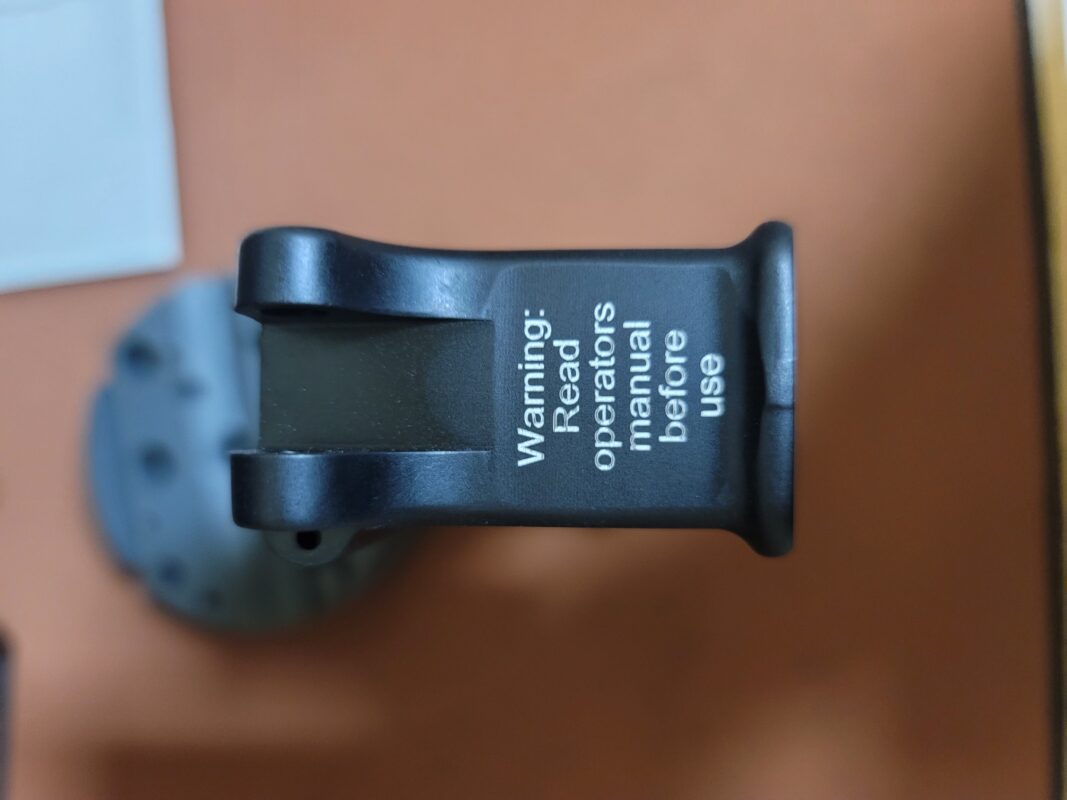 Warning:
Read
operators
manual
before
use